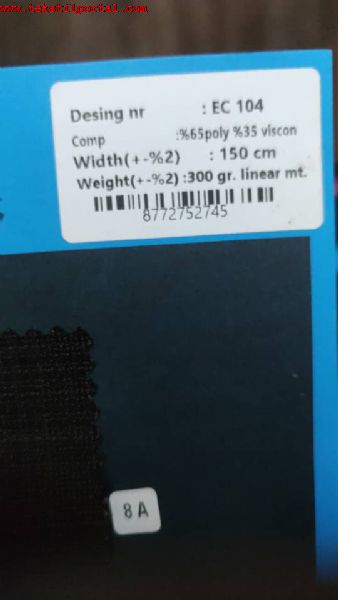 www.tekstilportal.com
Desing nr : EC 104
Comp :%65poly %35 viscon
Width(+-%2) : 150 cm
Weight(+-%2) :300 gr. linear mt.
8772752745
8 A